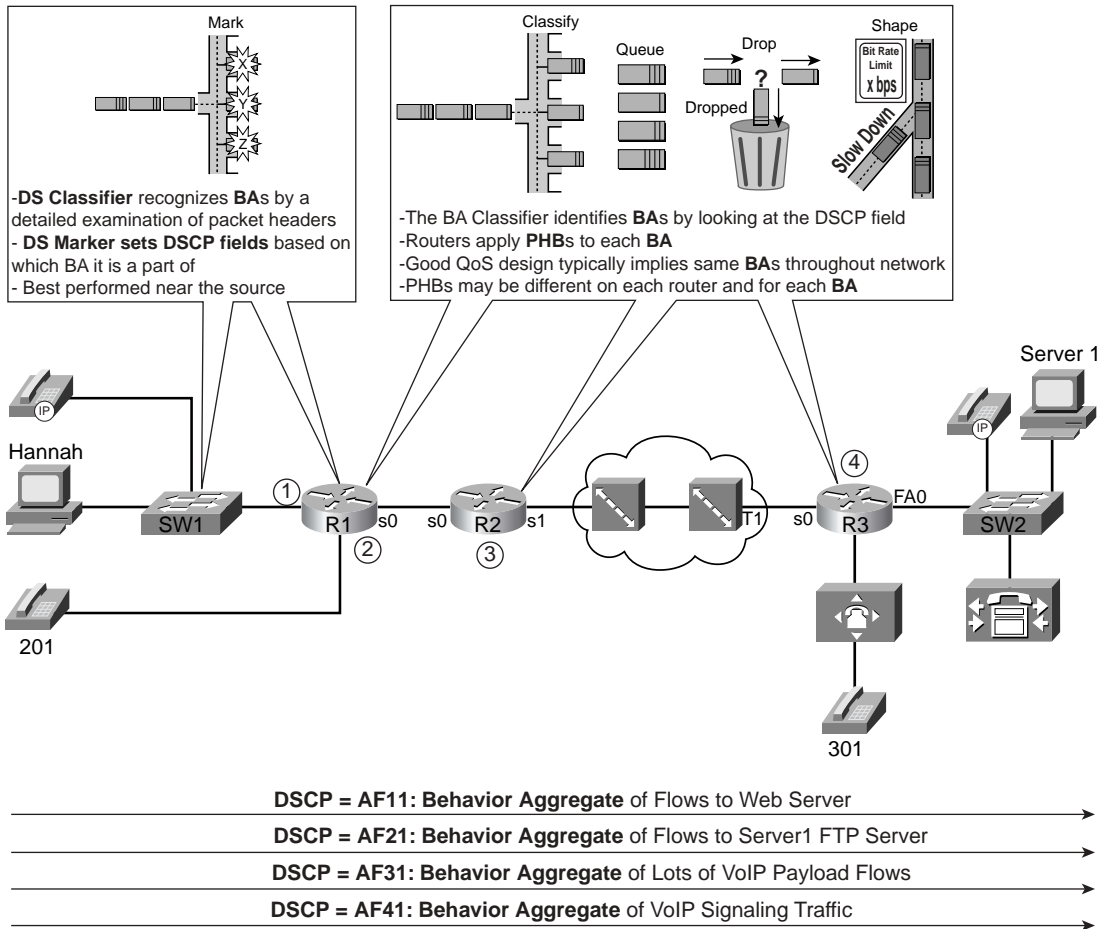 Mark
X
Y
Z
-DS Classifier recognizes BAs by a
detailed examination of packet headers
- DS Marker sets DSCP fields based on
which BA it is a part of
- Best performed near the source
Classify
Queue
Drop
?
Dropped
Shape
Bit Rate
Limit
x bps
Slow Down
-The BA Classifier identifies BAs by looking at the DSCP field
-Routers apply PHBs to each BA
-Good QoS design typically implies same BAs throughout network
-PHBs may be different on each router and for each BA
IP
Hannah
SW1
1
R1
s0
2
201
s0
R2
s1
3
T1
s0
4
R3
FA0
301
IP
Server 1
SW2
DSCP = AF11: Behavior Aggregate of Flows to Web Server
DSCP = AF21: Behavior Aggregate of Flows to Server1 FTP Server
DSCP = AF31: Behavior Aggregate of Lots of VoIP Payload Flows
DSCP = AF41: Behavior Aggregate of VoIP Signaling Traffic